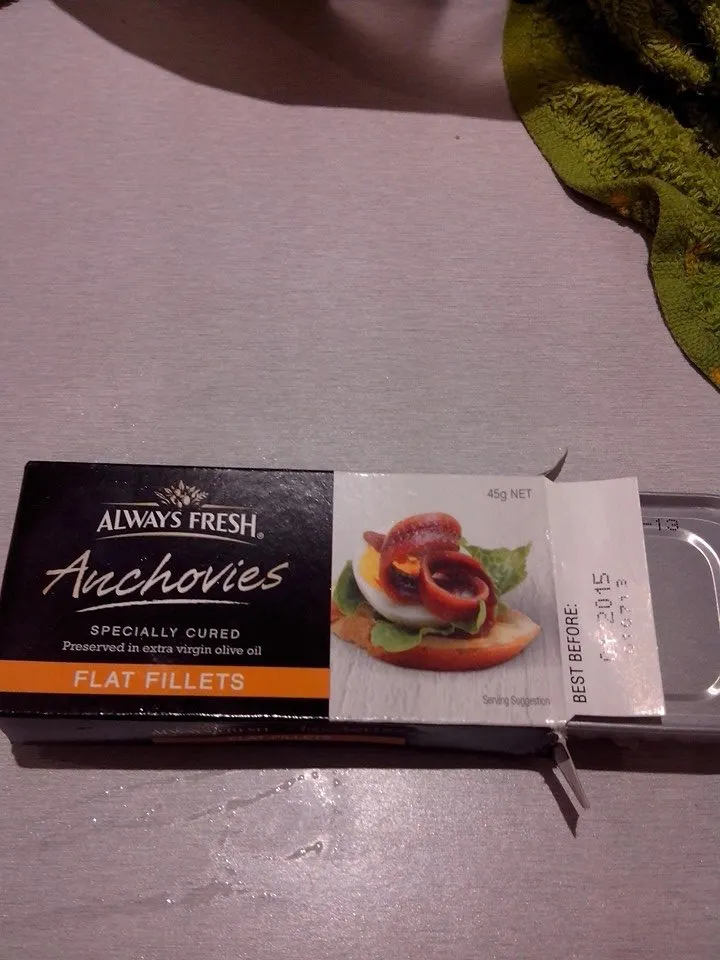 ALWAYS FRESH®
Anchovies
SPECIALLY CURED
Preserved in extra virgin olive oil
FLAT FILLETS
45g NET
Serving Suggestion
BEST BEFORE:
2015
-13